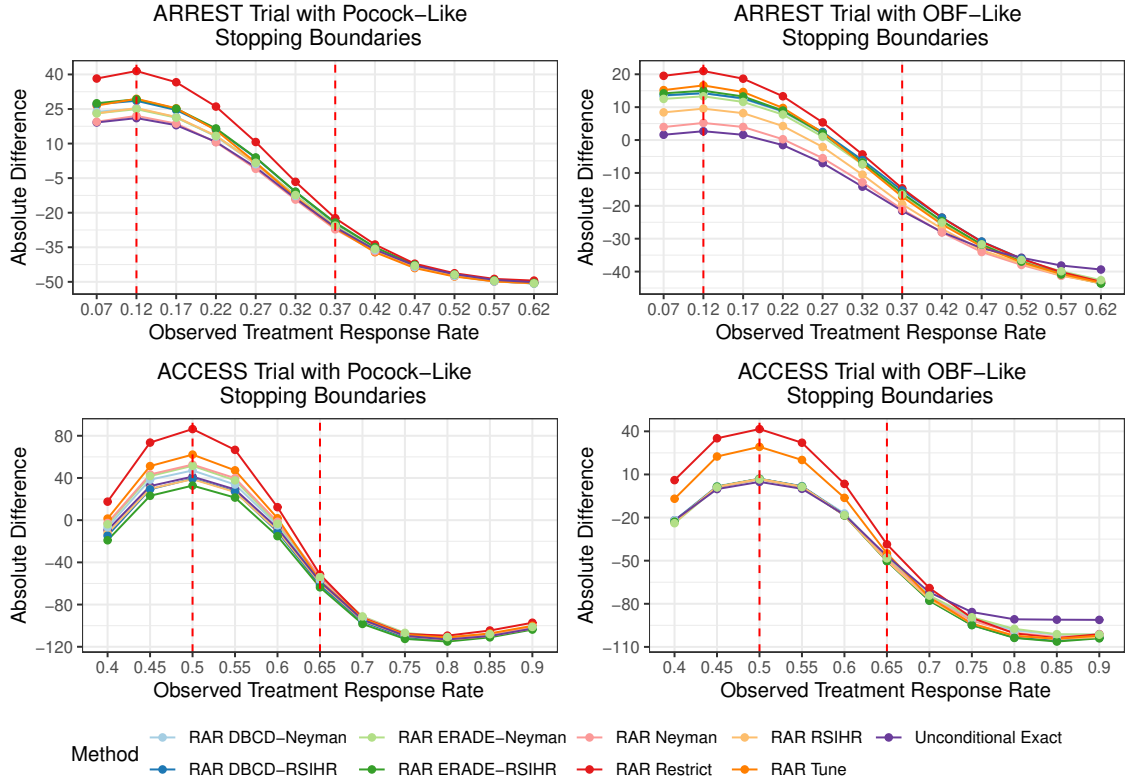 ARREST Trial with Pocock−Like
Stopping Boundaries
Absolute Difference
40
25
10
−5
−20
−35
−50
0.07 0.12 0.17 0.22 0.27 0.32 0.37 0.42 0.47 0.52 0.57 0.62
Observed Treatment Response Rate
ARREST Trial with OBF−Like
Stopping Boundaries
Absolute Difference
20
10
0
−10
−20
−30
−40
0.07 0.12 0.17 0.22 0.27 0.32 0.37 0.42 0.47 0.52 0.57 0.62
Observed Treatment Response Rate
ACCESS Trial with Pocock−Like
Stopping Boundaries
Absolute Difference
80
40
0
−40
−80
−120
0.4 0.45 0.5 0.55 0.6 0.65 0.7 0.75 0.8 0.85 0.9
Observed Treatment Response Rate
ACCESS Trial with OBF−Like
Stopping Boundaries
Absolute Difference
40
10
−20
−50
−80
−110
0.4 0.45 0.5 0.55 0.6 0.65 0.7 0.75 0.8 0.85 0.9
Observed Treatment Response Rate
Method
RAR DBCD−Neyman RAR ERADE−Neyman RAR Neyman RAR RSIHR Unconditional Exact
RAR DBCD−RSIHR RAR ERADE−RSIHR RAR Restrict RAR Tune